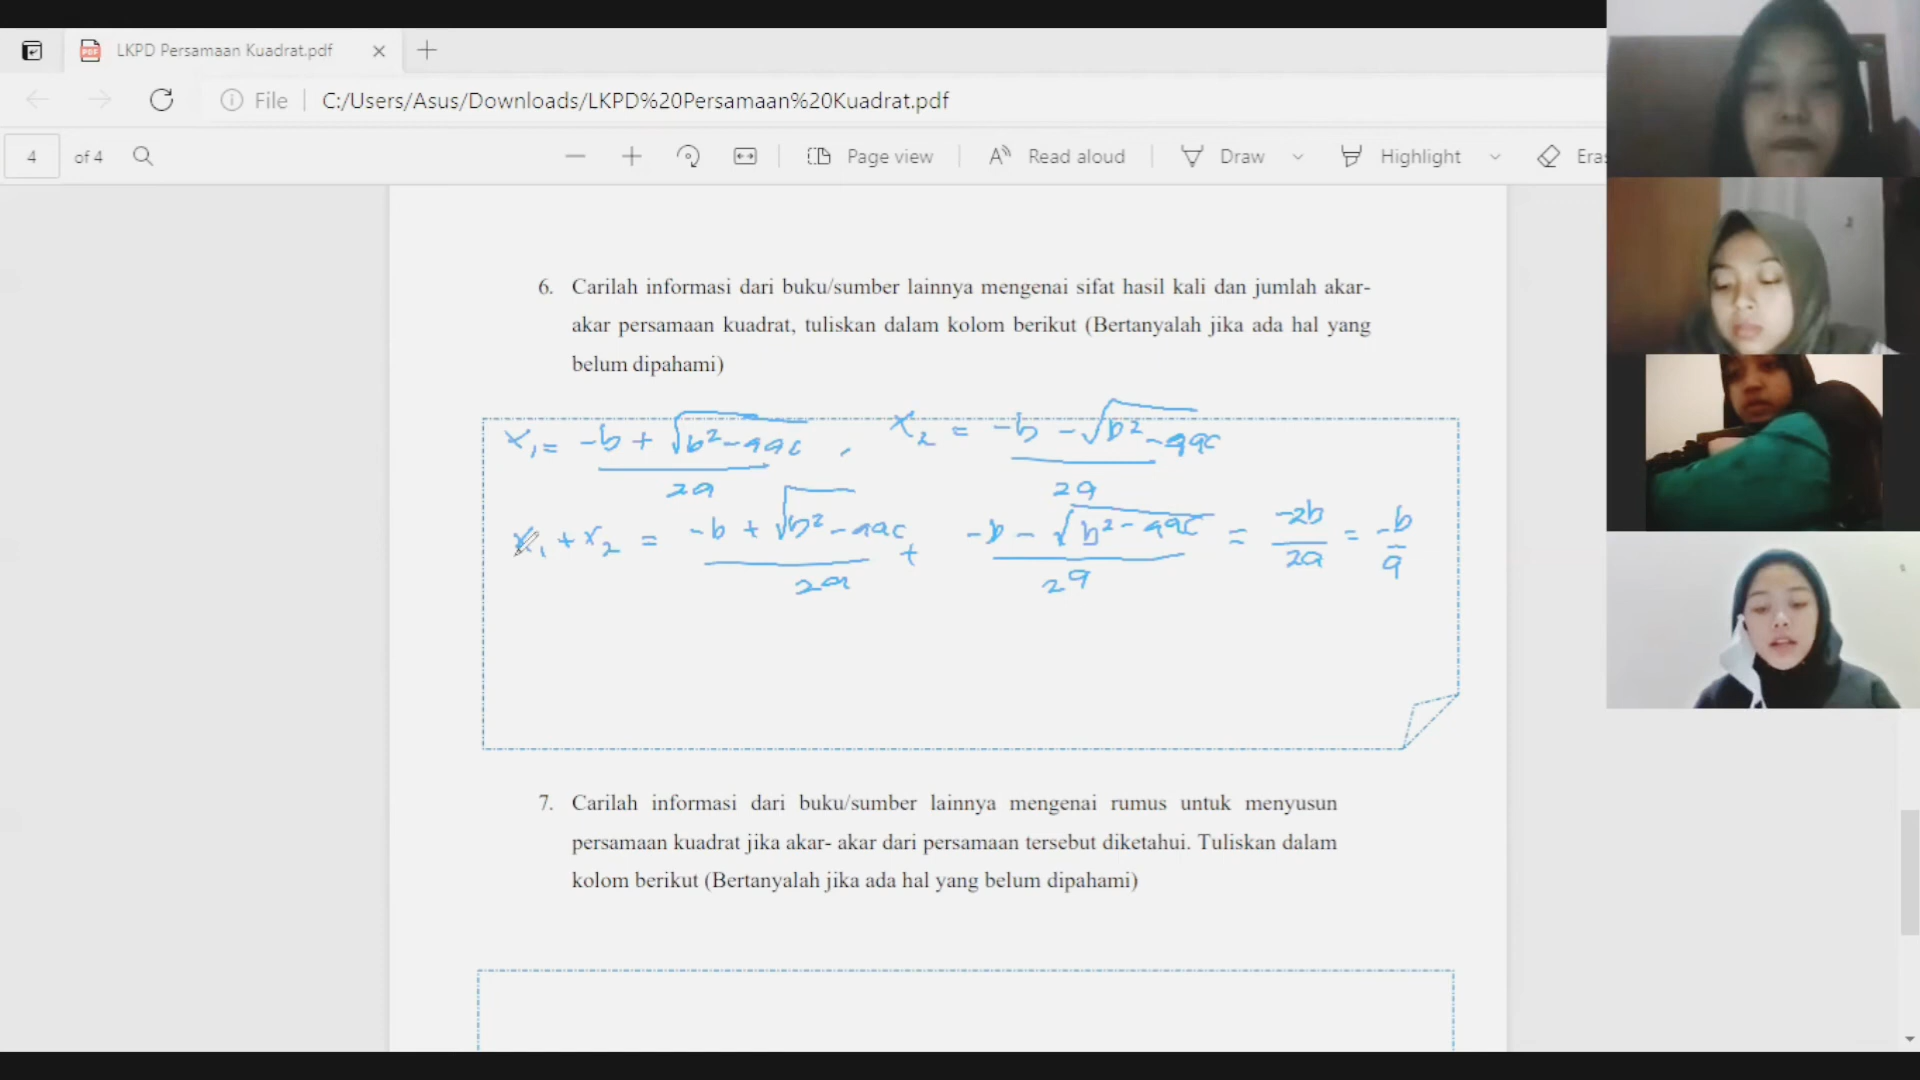 LKPD Persamaan Kuadrat.pdf
File C:/Users/Asus/Downloads/LKPD%20Persamaan%20Kuadrat.pdf
4 of 4 Page view Read aloud Draw Highlight Eras
6. Carilah informasi dari buku/sumber lainnya mengenai sifat hasil kali dan jumlah akar-
akar persamaan kuadrat, tuliskan dalam kolom berikut (Bertanyalah jika ada hal yang
belum dipahami)
x₁ = (-b + √(b² - 4ac))/2a , x₂ = (-b - √(b² - 4ac))/2a
x₁ + x₂ = (-b + √(b² - 4ac))/2a + (-b - √(b² - 4ac))/2a = -2b/2a = -b/a
7. Carilah informasi dari buku/sumber lainnya mengenai rumus untuk menyusun
persamaan kuadrat jika akar- akar dari persamaan tersebut diketahui. Tuliskan dalam
kolom berikut (Bertanyalah jika ada hal yang belum dipahami)